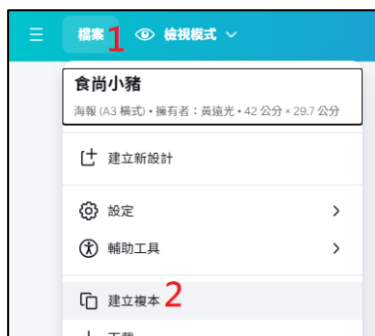 檔案 1 檢視模式
食尚小豬
海報 (A3 橫式) • 擁有者：黃遠光 • 42 公分 × 29.7 公分
建立新設計
設定
輔助工具
建立複本 2
下載